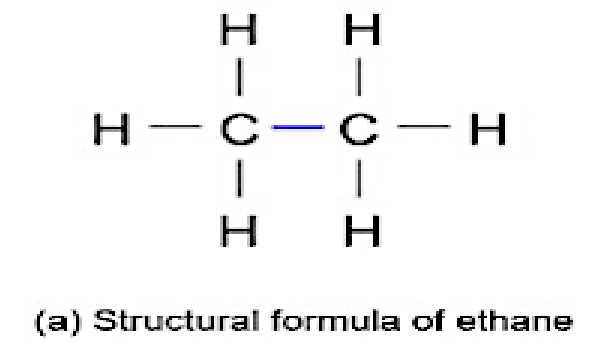 H H
H C C H
H H
(a) Structural formula of ethane